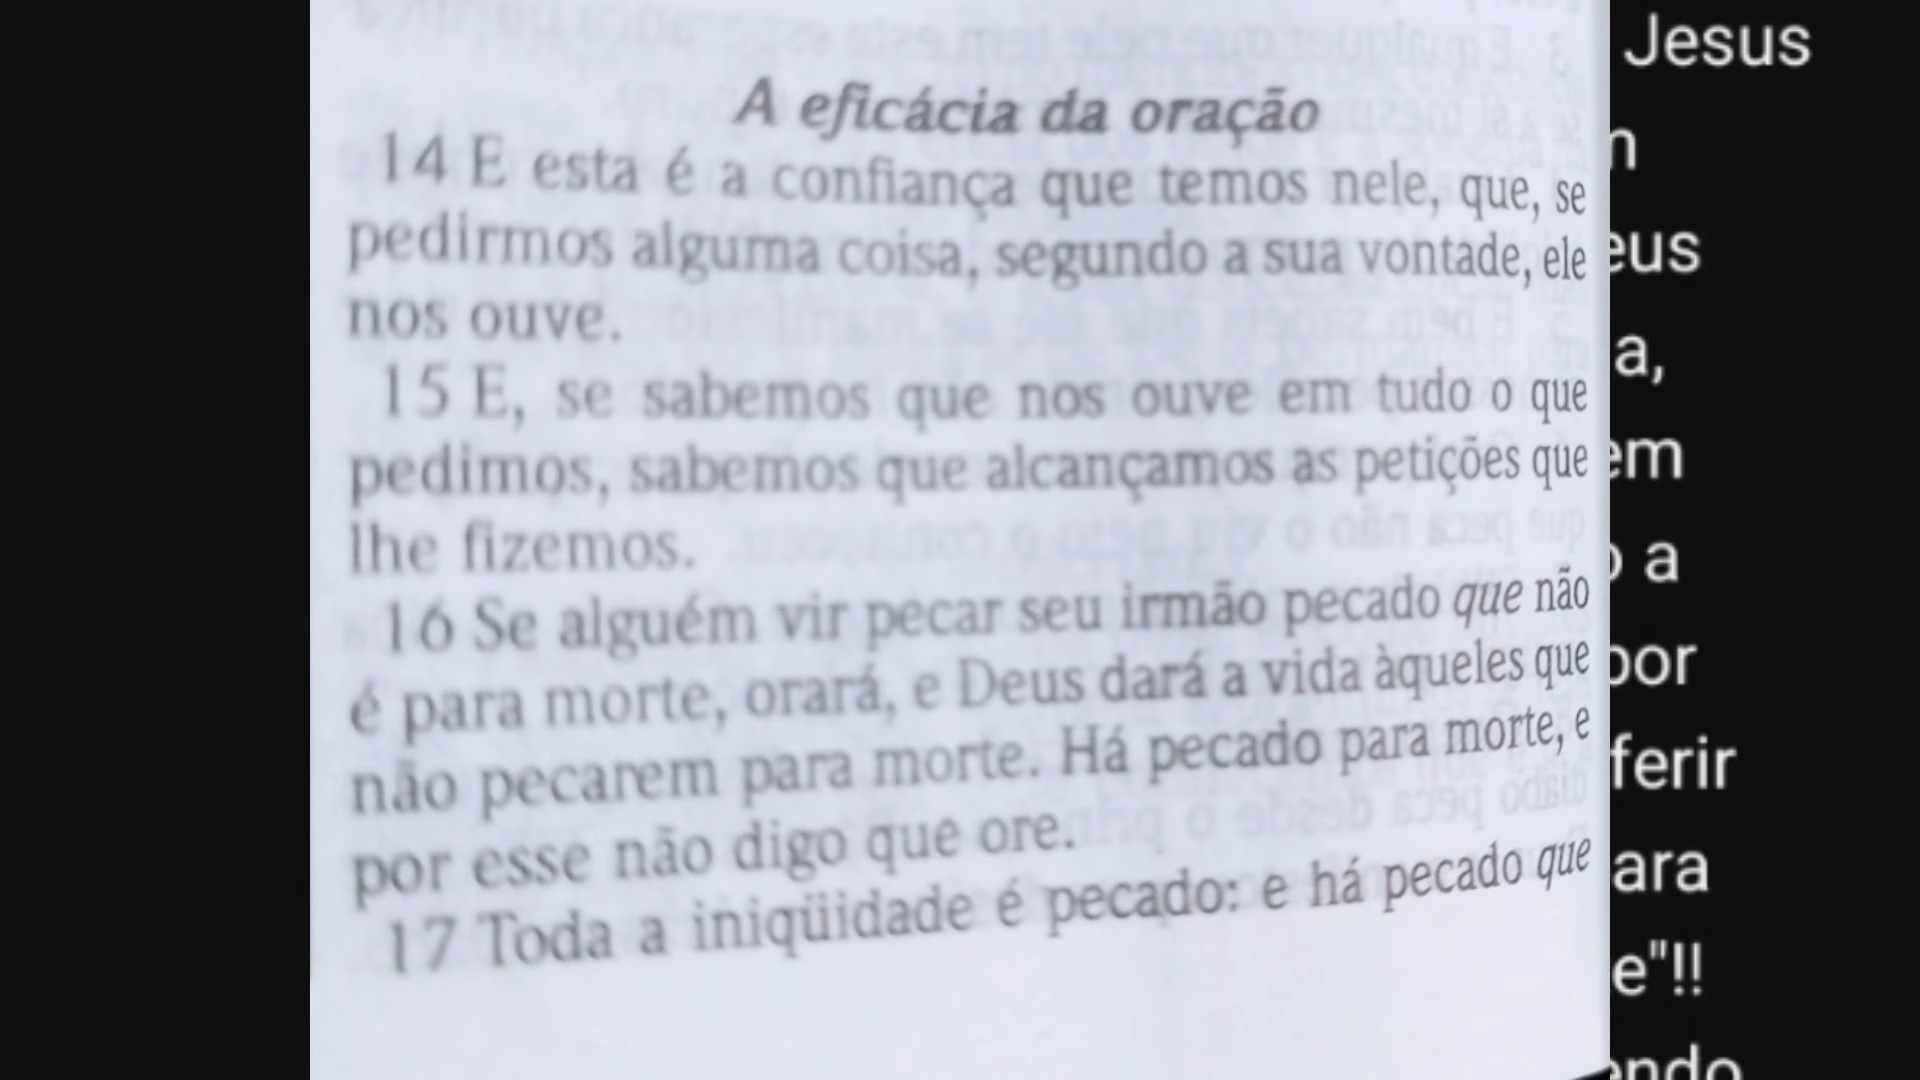 A eficácia da oração
14 E esta é a confiança que temos nele, que, se
pedirmos alguma coisa, segundo a sua vontade, ele
nos ouve.
15 E, se sabemos que nos ouve em tudo o que
pedimos, sabemos que alcançamos as petições que
lhe fizemos.
16 Se alguém vir pecar seu irmão pecado que não
é para morte, orará, e Deus dará a vida àqueles que
não pecarem para morte. Há pecado para morte, e
por esse não digo que ore.
17 Toda a iniqüidade é pecado: e há pecado que
Jesus
eus
a,
em
a
por
ferir
ara
e"!!
endo